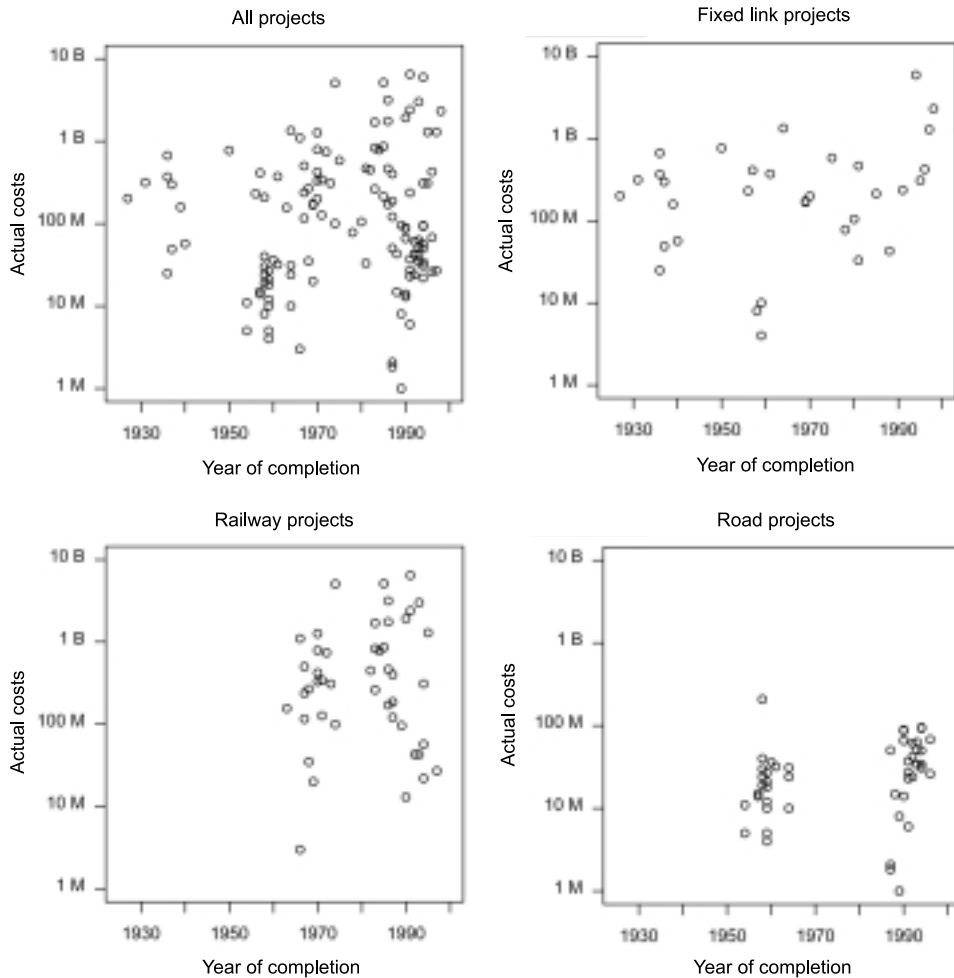 All projects
10 B
1 B
100 M
10 M
1 M
Actual costs
1930
1950
1970
1990
Year of completion
Fixed link projects
10 B
1 B
100 M
10 M
1 M
Actual costs
1930
1950
1970
1990
Year of completion
Railway projects
10 B
1 B
100 M
10 M
1 M
Actual costs
1930
1950
1970
1990
Year of completion
Road projects
10 B
1 B
100 M
10 M
1 M
Actual costs
1930
1950
1970
1990
Year of completion